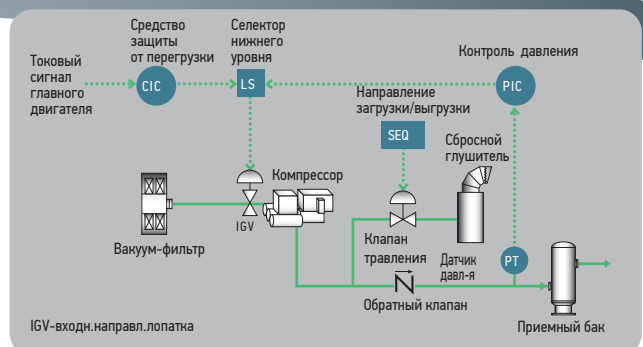 Средство
защиты
от перегрузки
Селектор
нижнего
уровня
Контроль давления
Токовый
сигнал
главного
двигателя
CIC
LS
PIC
Направление
загрузки/выгрузки
SEQ
Сбросной
глушитель
Компрессор
IGV
Вакуум-фильтр
Клапан
травления
Датчик
давл-я
PT
Обратный клапан
IGV-входн.направл.лопатка
Приемный бак